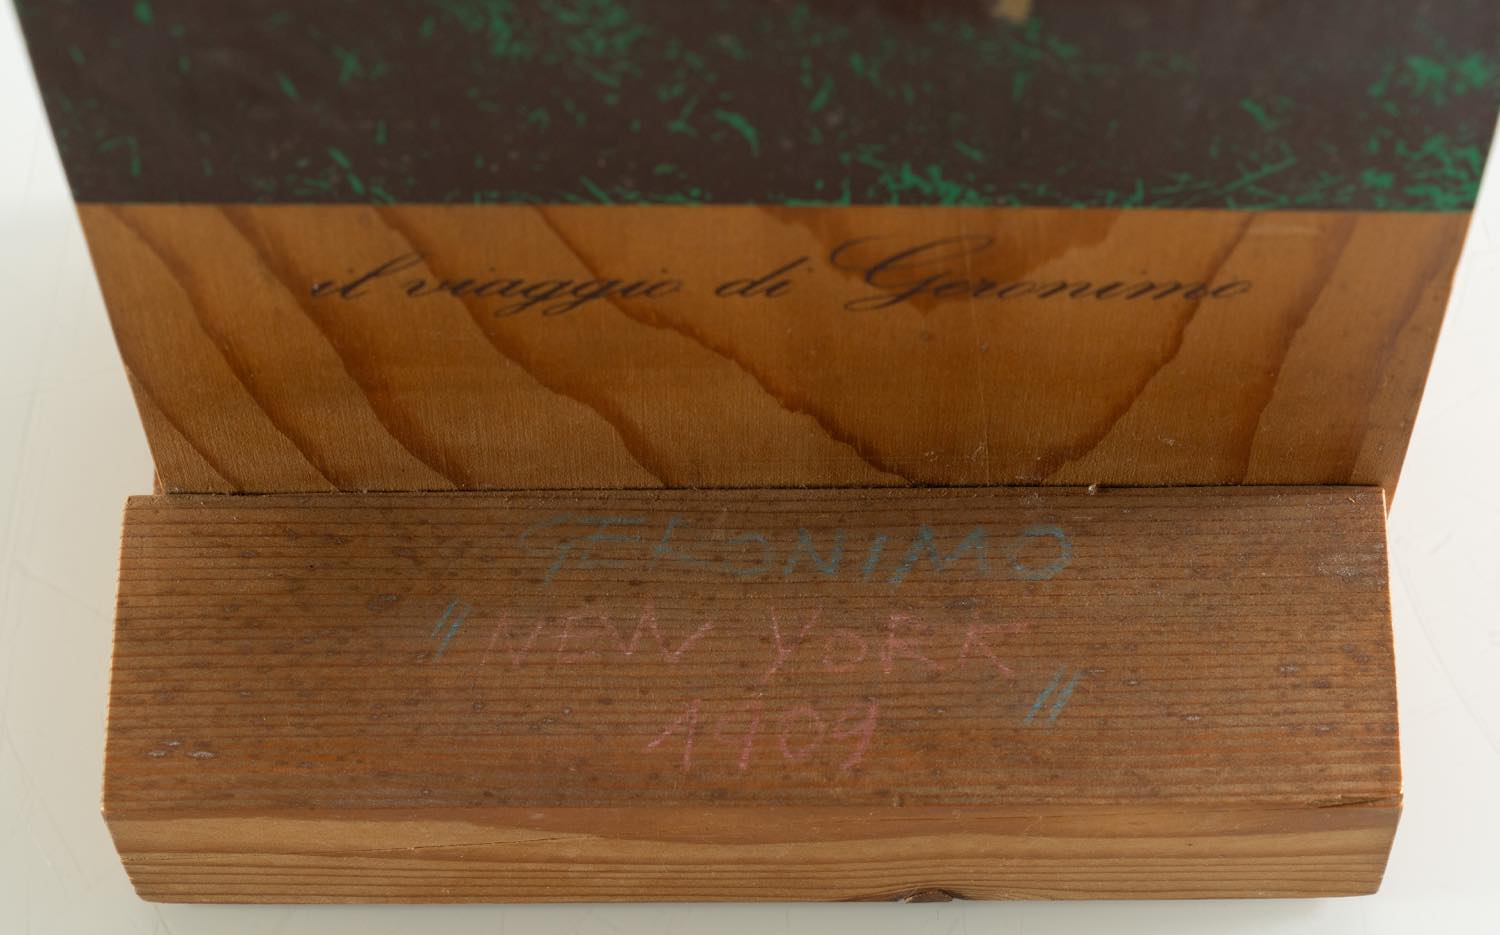 il viaggio di Geronimo
GERONIMO
"NEW YORK
1909"